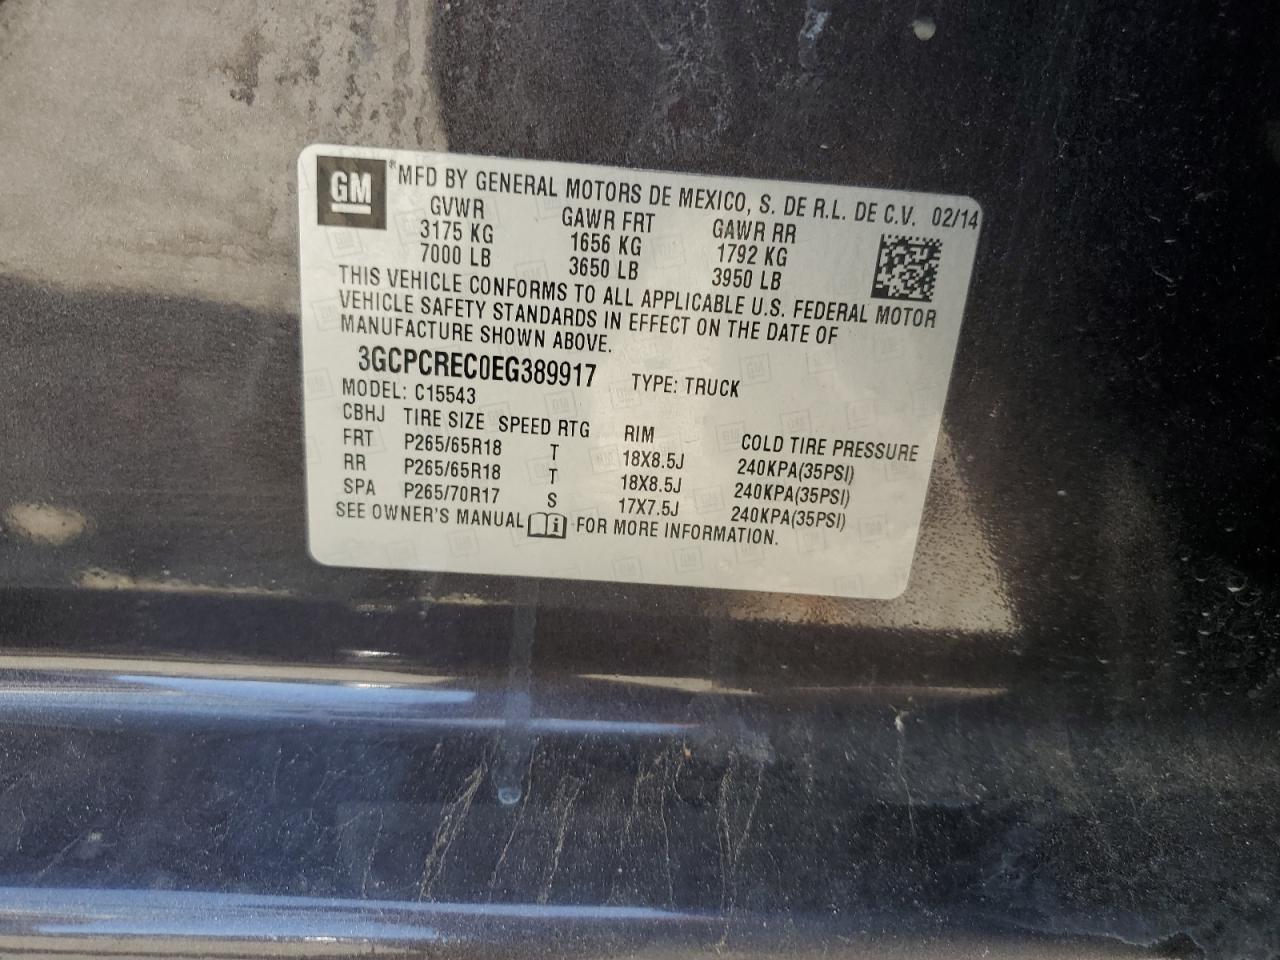 GM ®MFD BY GENERAL MOTORS DE MEXICO, S. DE R.L. DE C.V. 02/14
GVWR GAWR FRT GAWR RR
3175 KG 1656 KG 1792 KG
7000 LB 3650 LB 3950 LB
THIS VEHICLE CONFORMS TO ALL APPLICABLE U.S. FEDERAL MOTOR
VEHICLE SAFETY STANDARDS IN EFFECT ON THE DATE OF
MANUFACTURE SHOWN ABOVE.
3GCPCREC0EG389917 TYPE: TRUCK
MODEL: C15543
CBHJ TIRE SIZE SPEED RTG RIM COLD TIRE PRESSURE
FRT P265/65R18 T 18X8.5J 240KPA(35PSI)
RR P265/65R18 T 18X8.5J 240KPA(35PSI)
SPA P265/70R17 S 17X7.5J 240KPA(35PSI)
SEE OWNER'S MANUAL i FOR MORE INFORMATION.